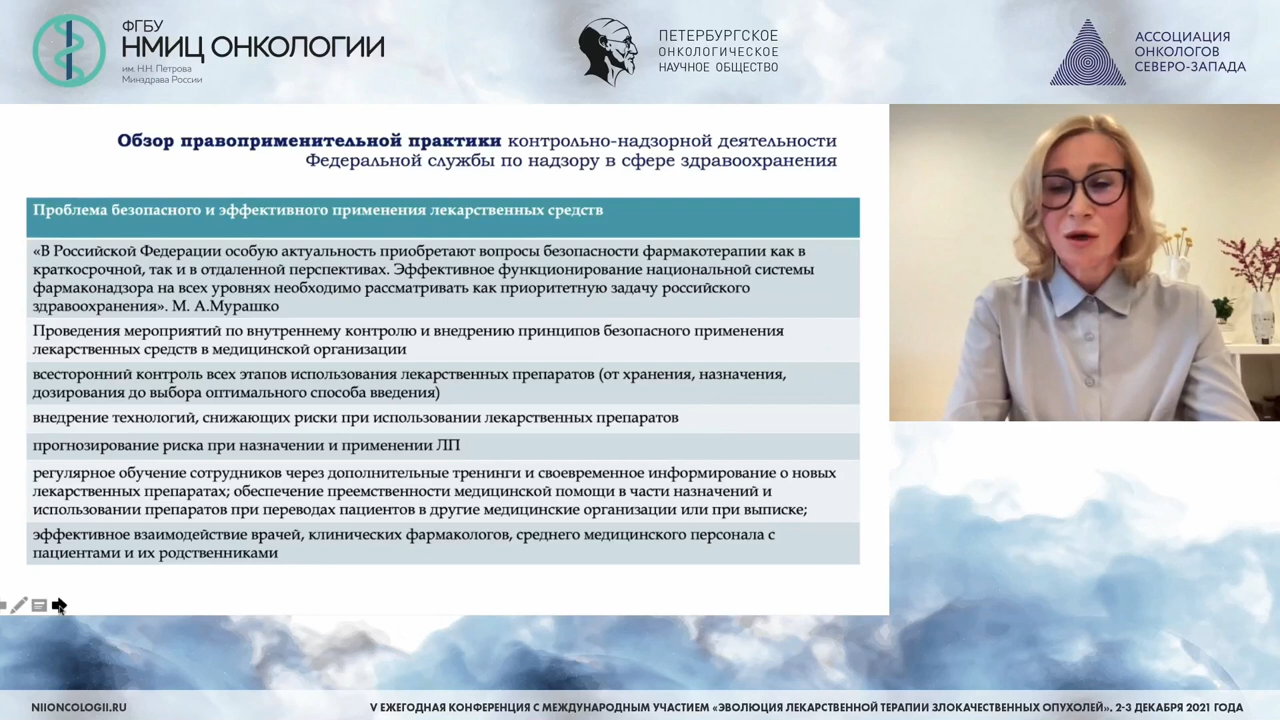 ФГБУ
НМИЦ ОНКОЛОГИИ
им. Н.Н. Петрова
Минздрава России
ПЕТЕРБУРГСКОЕ
ОНКОЛОГИЧЕСКОЕ
НАУЧНОЕ ОБЩЕСТВО
АССОЦИАЦИЯ
ОНКОЛОГОВ
СЕВЕРО-ЗАПАДА
Обзор правоприменительной практики контрольно-надзорной деятельности
Федеральной службы по надзору в сфере здравоохранения
Проблема безопасного и эффективного применения лекарственных средств
«В Российской Федерации особую актуальность приобретают вопросы безопасности фармакотерапии как в
краткосрочной, так и в отдаленной перспективах. Эффективное функционирование национальной системы
фармаконадзора на всех уровнях необходимо рассматривать как приоритетную задачу российского
здравоохранения». М. А.Мурашко
Проведения мероприятий по внутреннему контролю и внедрению принципов безопасного применения
лекарственных средств в медицинской организации
всесторонний контроль всех этапов использования лекарственных препаратов (от хранения, назначения,
дозирования до выбора оптимального способа введения)
внедрение технологий, снижающих риски при использовании лекарственных препаратов
прогнозирование риска при назначении и применении ЛП
регулярное обучение сотрудников через дополнительные тренинги и своевременное информирование о новых
лекарственных препаратах; обеспечение преемственности медицинской помощи в части назначений и
использовании препаратов при переводах пациентов в другие медицинские организации или при выписке;
эффективное взаимодействие врачей, клинических фармакологов, среднего медицинского персонала с
пациентами и их родственниками
NIIONCOLOGII.RU
V ЕЖЕГОДНАЯ КОНФЕРЕНЦИЯ С МЕЖДУНАРОДНЫМ УЧАСТИЕМ «ЭВОЛЮЦИЯ ЛЕКАРСТВЕННОЙ ТЕРАПИИ ЗЛОКАЧЕСТВЕННЫХ ОПУХОЛЕЙ». 2-3 ДЕКАБРЯ 2021 ГОДА